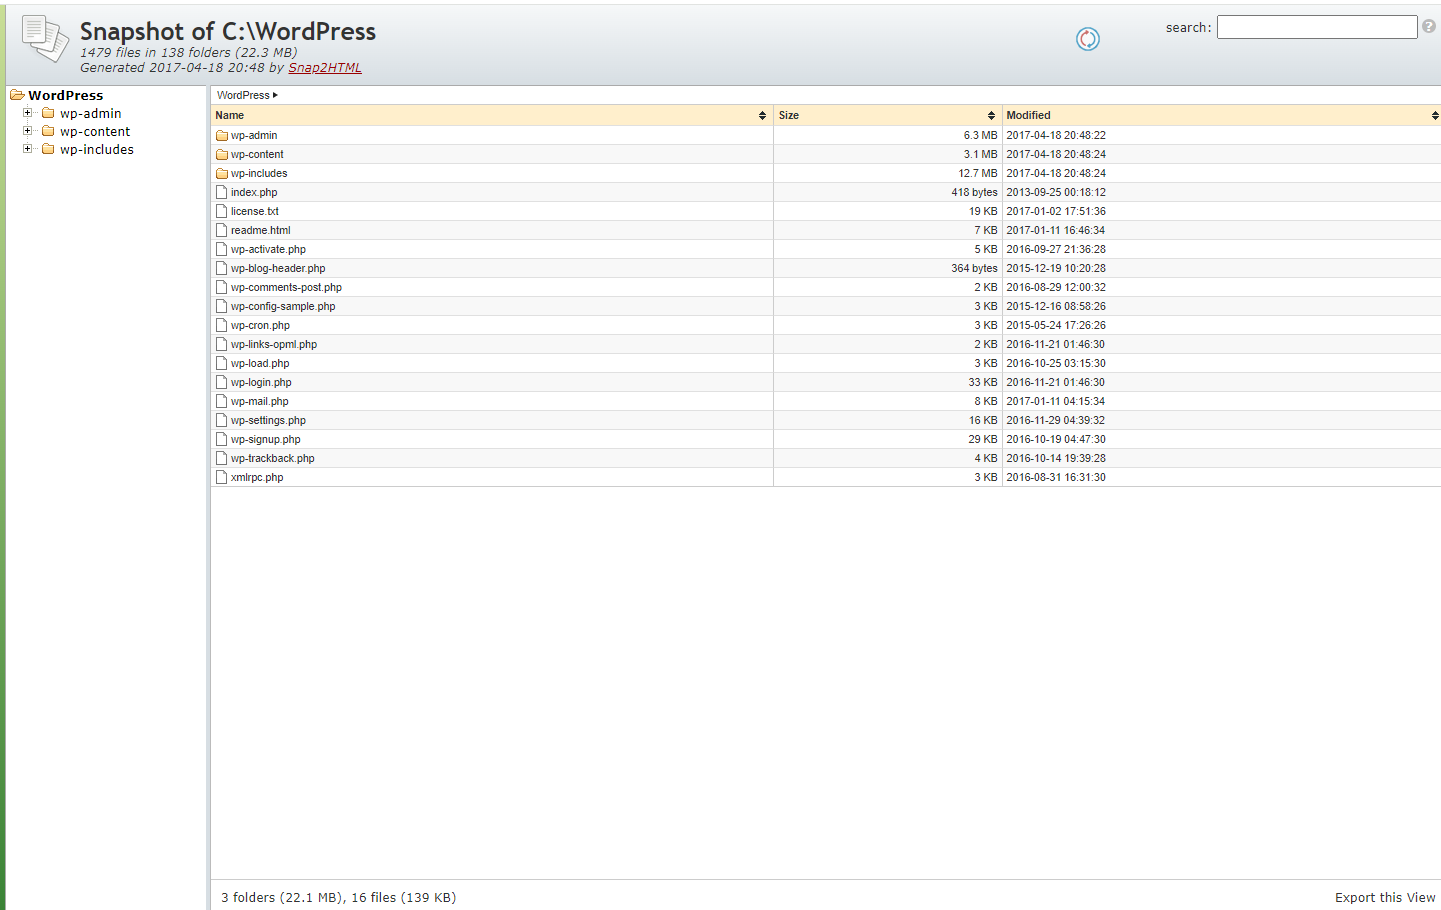 Snapshot of C:\WordPress
1479 files in 138 folders (22.3 MB)
Generated 2017-04-18 20:48 by Snap2HTML
search:
?
WordPress
wp-admin
wp-content
wp-includes
WordPress
Name Size Modified
wp-admin 6.3 MB 2017-04-18 20:48:22
wp-content 3.1 MB 2017-04-18 20:48:24
wp-includes 12.7 MB 2017-04-18 20:48:24
index.php 418 bytes 2013-09-25 00:18:12
license.txt 19 KB 2017-01-02 17:51:36
readme.html 7 KB 2017-01-11 16:46:34
wp-activate.php 5 KB 2016-09-27 21:36:28
wp-blog-header.php 364 bytes 2015-12-19 10:20:28
wp-comments-post.php 2 KB 2016-08-29 12:00:32
wp-config-sample.php 3 KB 2015-12-16 08:58:26
wp-cron.php 3 KB 2015-05-24 17:26:26
wp-links-opml.php 2 KB 2016-11-21 01:46:30
wp-load.php 3 KB 2016-10-25 03:15:30
wp-login.php 33 KB 2016-11-21 01:46:30
wp-mail.php 8 KB 2017-01-11 04:15:34
wp-settings.php 16 KB 2016-11-29 04:39:32
wp-signup.php 29 KB 2016-10-19 04:47:30
wp-trackback.php 4 KB 2016-10-14 19:39:28
xmlrpc.php 3 KB 2016-08-31 16:31:30
3 folders (22.1 MB), 16 files (139 KB)
Export this View